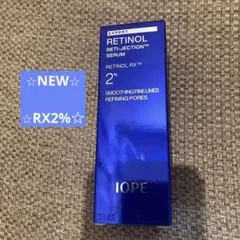 ☆NEW☆
☆RX2%☆
EXPERT
RETINOL
RETI-JECTION™
SERUM
RETINOL RX™
2%
SMOOTHING FINE LINES
REFINING PORES
IOPE